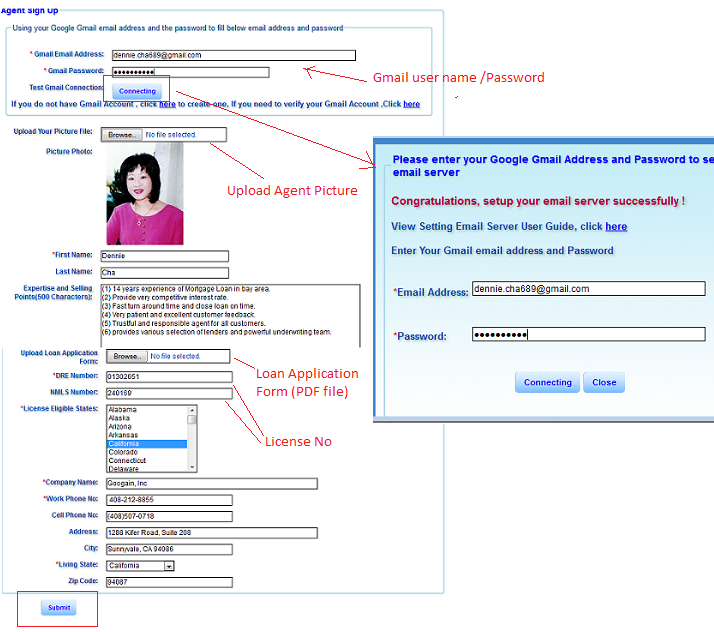 Agent Sign Up
Using your Google Gmail email address and the password to fill below email address and password
* Gmail Email Address: dennie.cha689@gmail.com
* Gmail Password: ••••••••••
Test Gmail Connection: Connecting
If you do not have Gmail Account , click here to create one, If you need to verify your Gmail Account ,Click here
Gmail user name /Password
Upload Your Picture File: Browse.. No file selected.
Picture Photo:
Upload Agent Picture
*First Name: Dennie
Last Name: Cha
Expertise and Selling Points(500 Characters):
(1) 14 years experience of Mortgage Loan in bay area.
(2) Provide very competitive interest rate.
(3) Fast turn around time and close loan on time.
(4) Very patient and excellent customer feedback.
(5) Trustful and responsible agent for all customers.
(6) provides various selection of lenders and powerful underwriting team.
Upload Loan Application Form: Browse.. No file selected.
Loan Application
Form (PDF file)
*DRE Number: 01302651
NMLS Number: 240169
License No
*License Eligible States: Alabama
Alaska
Arizona
Arkansas
California
Colorado
Connecticut
Delaware
*Company Name: Googain, Inc
*Work Phone No: 408-212-8855
Cell Phone No: (408)507-0718
Address: 1288 Kifer Road, Suite 208
City: Sunnyvale, CA 94086
*Living State: California
Zip Code: 94087
Submit
Please enter your Google Gmail Address and Password to se
email server
Congratulations, setup your email server successfully !
View Setting Email Server User Guide, click here
Enter Your Gmail email address and Password
*Email Address: dennie.cha689@gmail.com
*Password: ••••••••••
Connecting Close